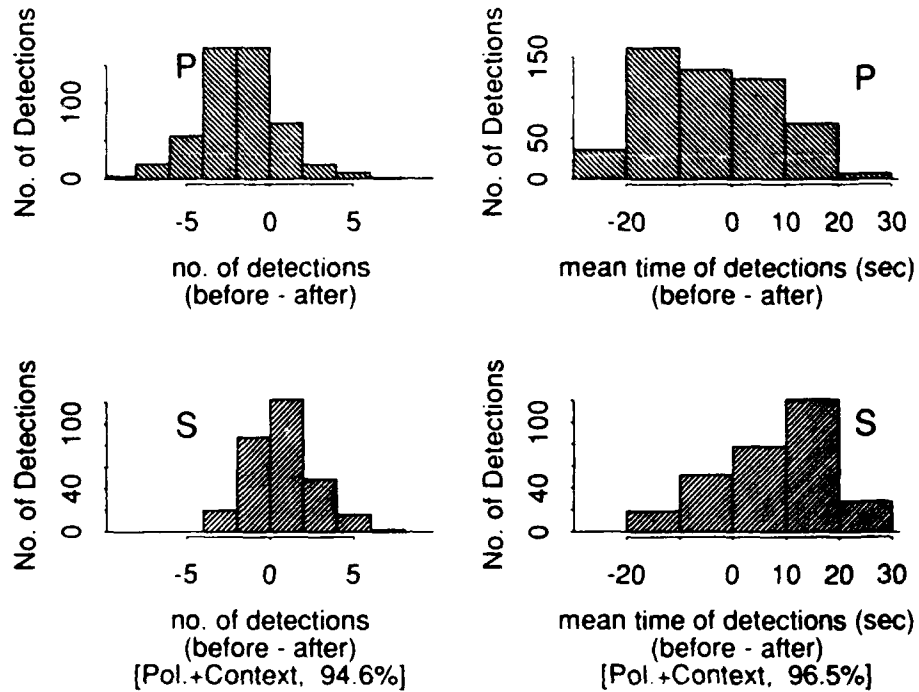 No. of Detections
0
100
P
-5 0 5
no. of detections
(before - after)
No. of Detections
0 50 150
P
-20 0 10 20 30
mean time of detections (sec)
(before - after)
No. of Detections
0 40 100
S
-5 0 5
no. of detections
(before - after)
[Pol.+Context, 94.6%]
No. of Detections
0 40 100
S
-20 0 10 20 30
mean time of detections (sec)
(before - after)
[Pol.+Context, 96.5%]